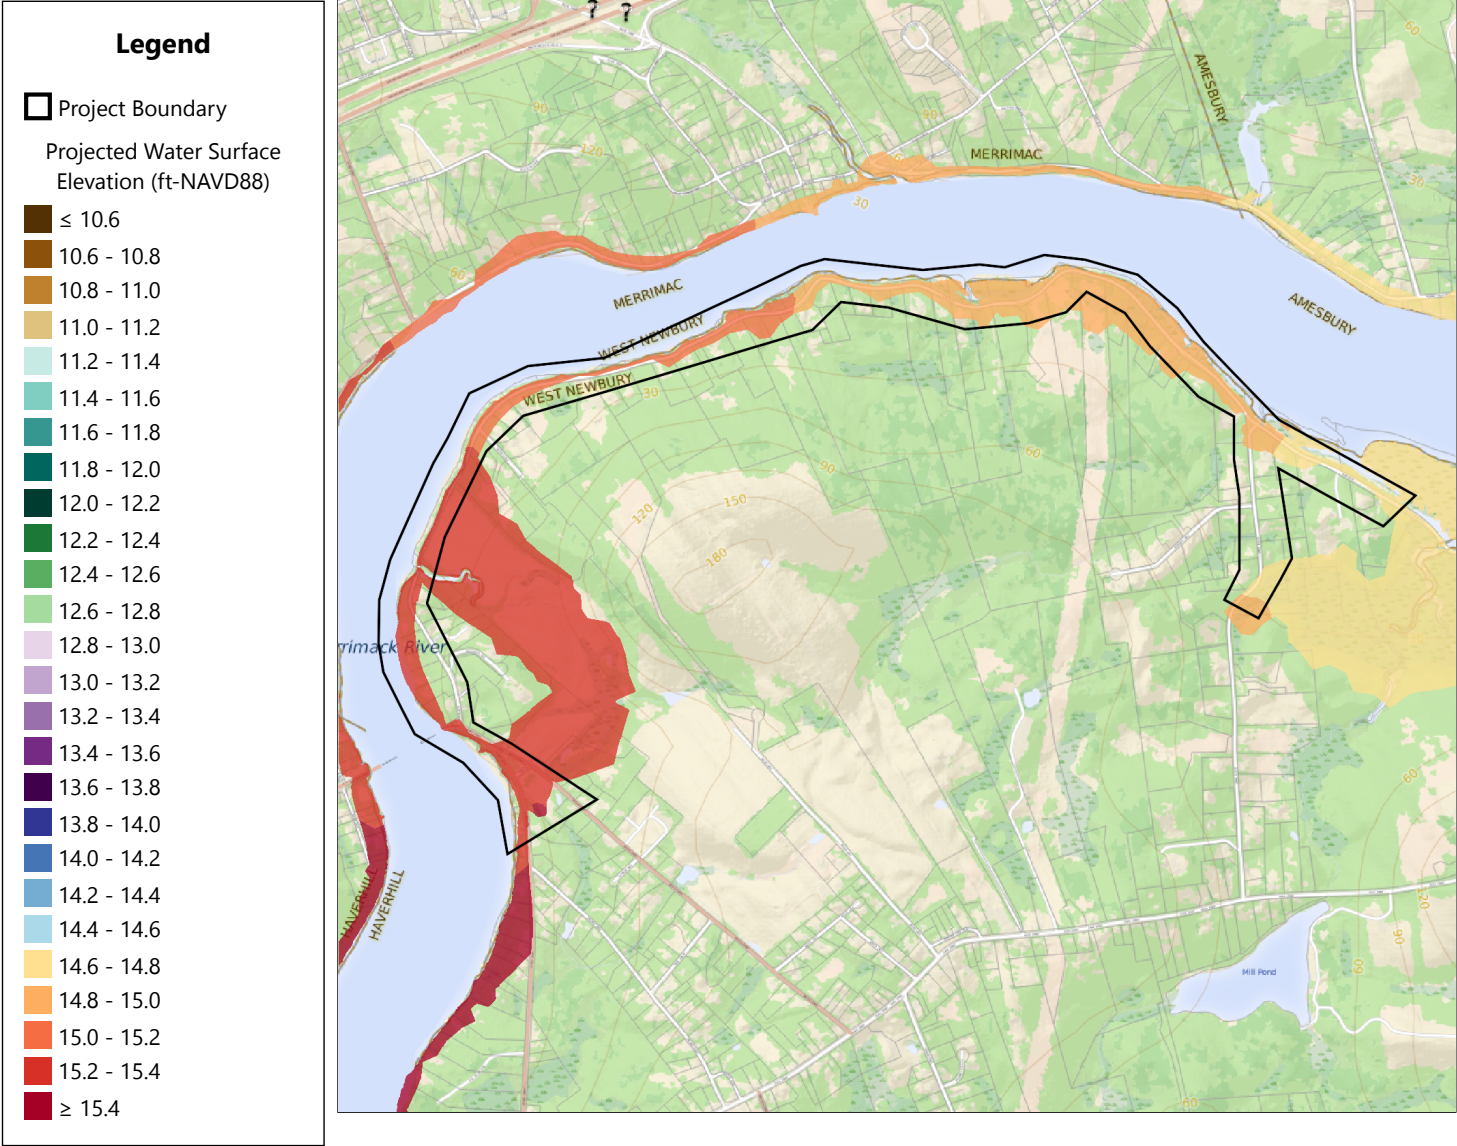 Legend
Project Boundary
Projected Water Surface
Elevation (ft-NAVD88)
≤ 10.6
10.6 - 10.8
10.8 - 11.0
11.0 - 11.2
11.2 - 11.4
11.4 - 11.6
11.6 - 11.8
11.8 - 12.0
12.0 - 12.2
12.2 - 12.4
12.4 - 12.6
12.6 - 12.8
12.8 - 13.0
13.0 - 13.2
13.2 - 13.4
13.4 - 13.6
13.6 - 13.8
13.8 - 14.0
14.0 - 14.2
14.2 - 14.4
14.4 - 14.6
14.6 - 14.8
14.8 - 15.0
15.0 - 15.2
15.2 - 15.4
≥ 15.4
?
?
60
AMESBURY
90
90
120
MERRIMAC
30
30
60
MERRIMAC
AMESBURY
WEST NEWBURY
WEST NEWBURY
30
60
90
150
120
180
rrimack River
60
HAVERHILL
HAVERHILL
120
90
60
Mill Pond
60